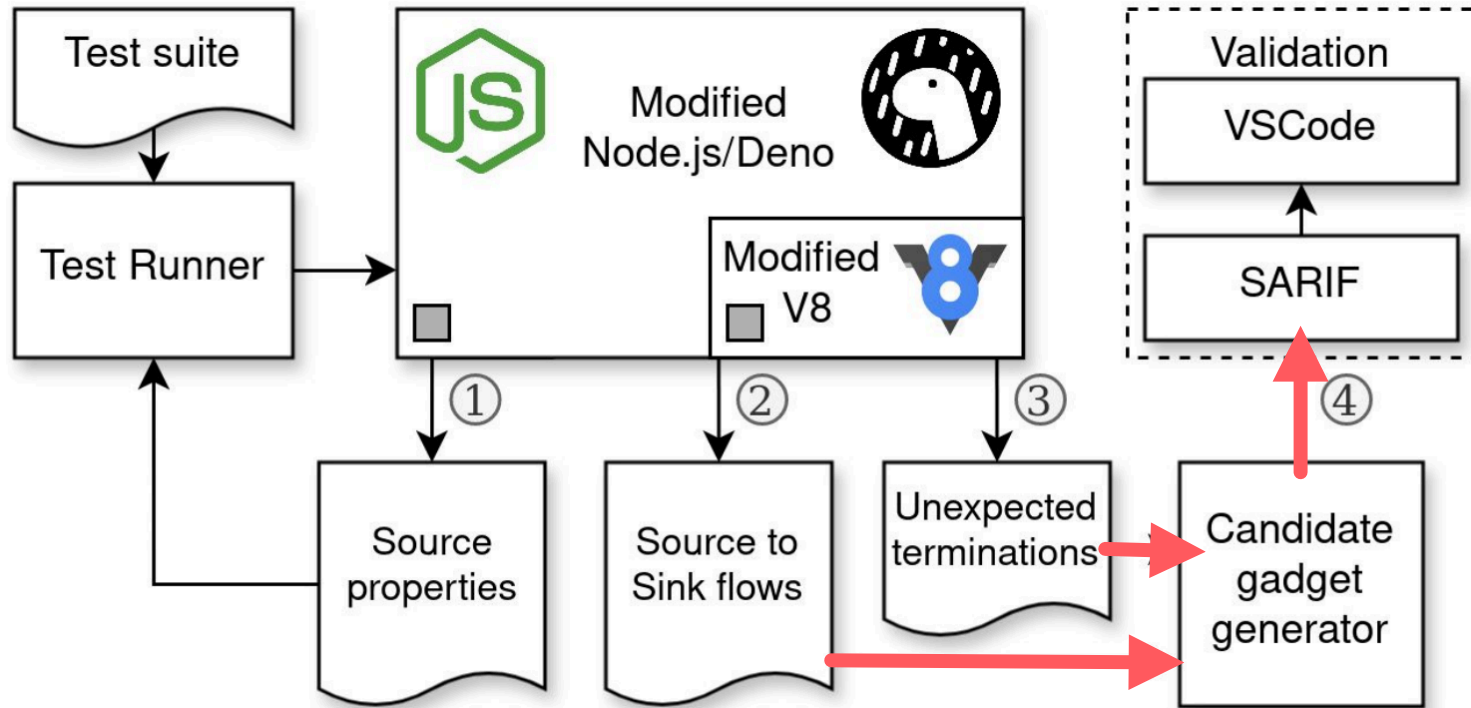 Test suite
Test Runner
JS
Modified
Node.js/Deno
Modified
V8
8
Validation
VSCode
SARIF
①
②
③
④
Source
properties
Source to
Sink flows
Unexpected
terminations
Candidate
gadget
generator